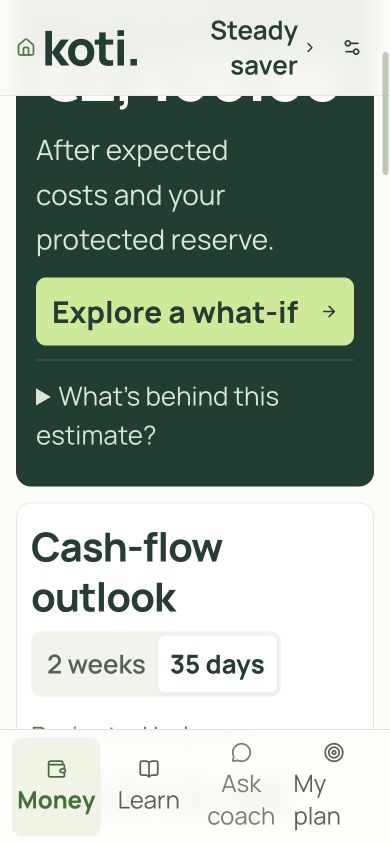 koti.
Steady
saver
After expected
costs and your
protected reserve.
Explore a what-if
What's behind this
estimate?
Cash-flow
outlook
2 weeks 35 days
Money
Learn
Ask
coach
My
plan